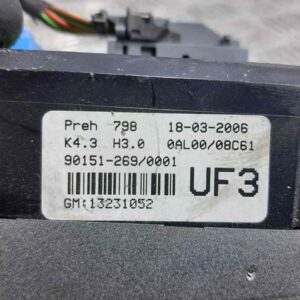 Preh 798 18-03-2006
K4.3 H3.0 0AL00/08C61
90151-269/0001
UF3
GM:13231052